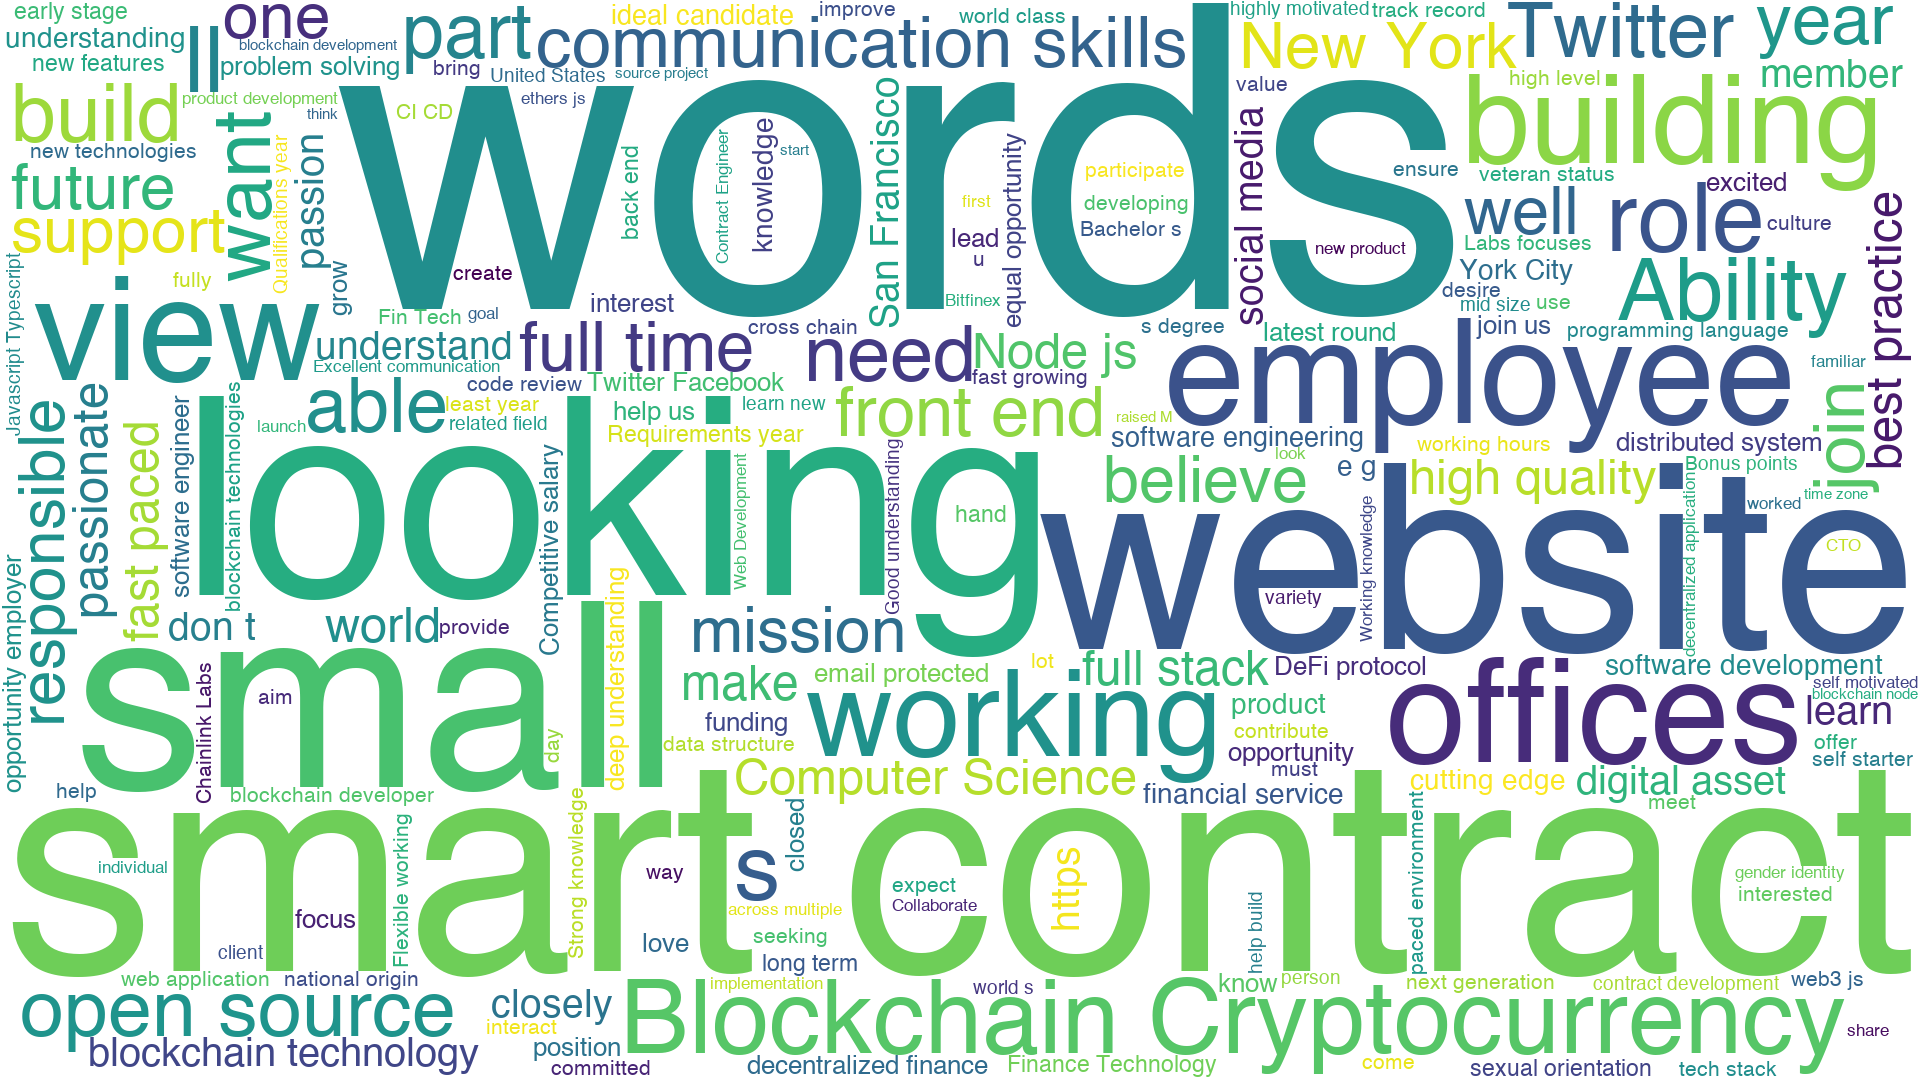 early stage
one
part
ideal candidate
improve
world class
highly motivated
track record
Twitter
year
understanding
ll
blockchain development
communication skills
New York
new features
problem solving
bring
United States
source project
value
high level
member
build
product development
think
CI CD
ethers js
words
building
want
Qualifications year
passion
back end
Contract Engineer
knowledge
start
San Francisco
equal opportunity
participate
social media
ensure
veteran status
excited
new technologies
future
first
developing
Bachelor s
well
role
culture
best practice
support
lead
u
new product
Labs focuses
York City
Ability
Javascript Typescript
fully
grow
create
interest
Bitfinex
desire
mid size
use
view
Fin Tech
goal
cross chain
s degree
latest round
join us
programming language
understand
full time
need
Node js
employee
familiar
Excellent communication
code review
Twitter Facebook
fast growing
responsible
passionate
fast paced
software engineer
blockchain technologies
able
least year
related field
help us
learn new
front end
raised M
join
launch
looking
Competitive salary
Requirements year
Web Development
Good understanding
software engineering
look
working hours
distributed system
believe
e g
high quality
Bonus points
decentralized application
worked
time zone
hand
website
Working knowledge
CTO
variety
opportunity employer
don t
world
provide
deep understanding
mission
small
Chainlink Labs
aim
day
make
email protected
lot
full stack
DeFi protocol
offices
software development
self motivated
blockchain node
funding
working
product
learn
data structure
contribute
opportunity
offer
must
self starter
help
blockchain developer
Computer Science
financial service
cutting edge
digital asset
meet
smart contract
Flexible working
Strong knowledge
s
closed
https
paced environment
individual
way
expect
gender identity
focus
Collaborate
interested
across multiple
client
love
seeking
help build
long term
web application
national origin
implementation
world s
know
person
next generation
contract development
web3 js
open source
closely
Blockchain Cryptocurrency
interact
share
blockchain technology
position
committed
decentralized finance
Finance Technology
come
sexual orientation
tech stack